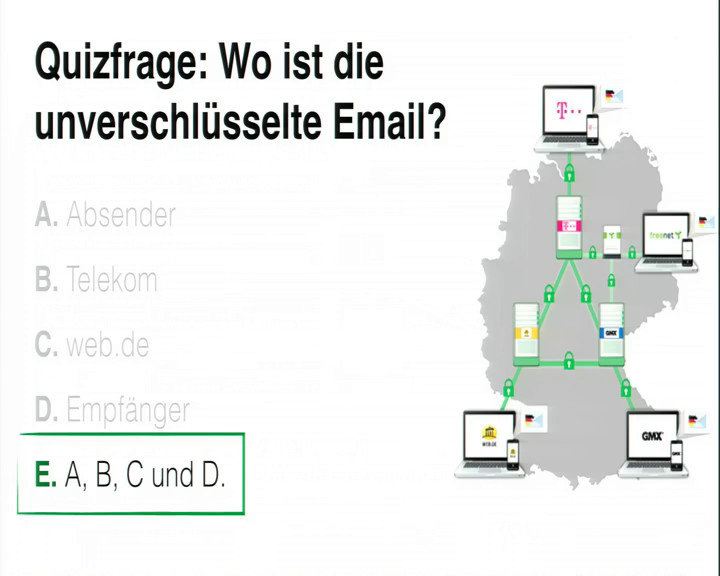 Quizfrage: Wo ist die
unverschlüsselte Email?
A. Absender
B. Telekom
C. web.de
D. Empfänger
E. A, B, C und D.
T
T
freenet
GMX
WEB.DE
GMX